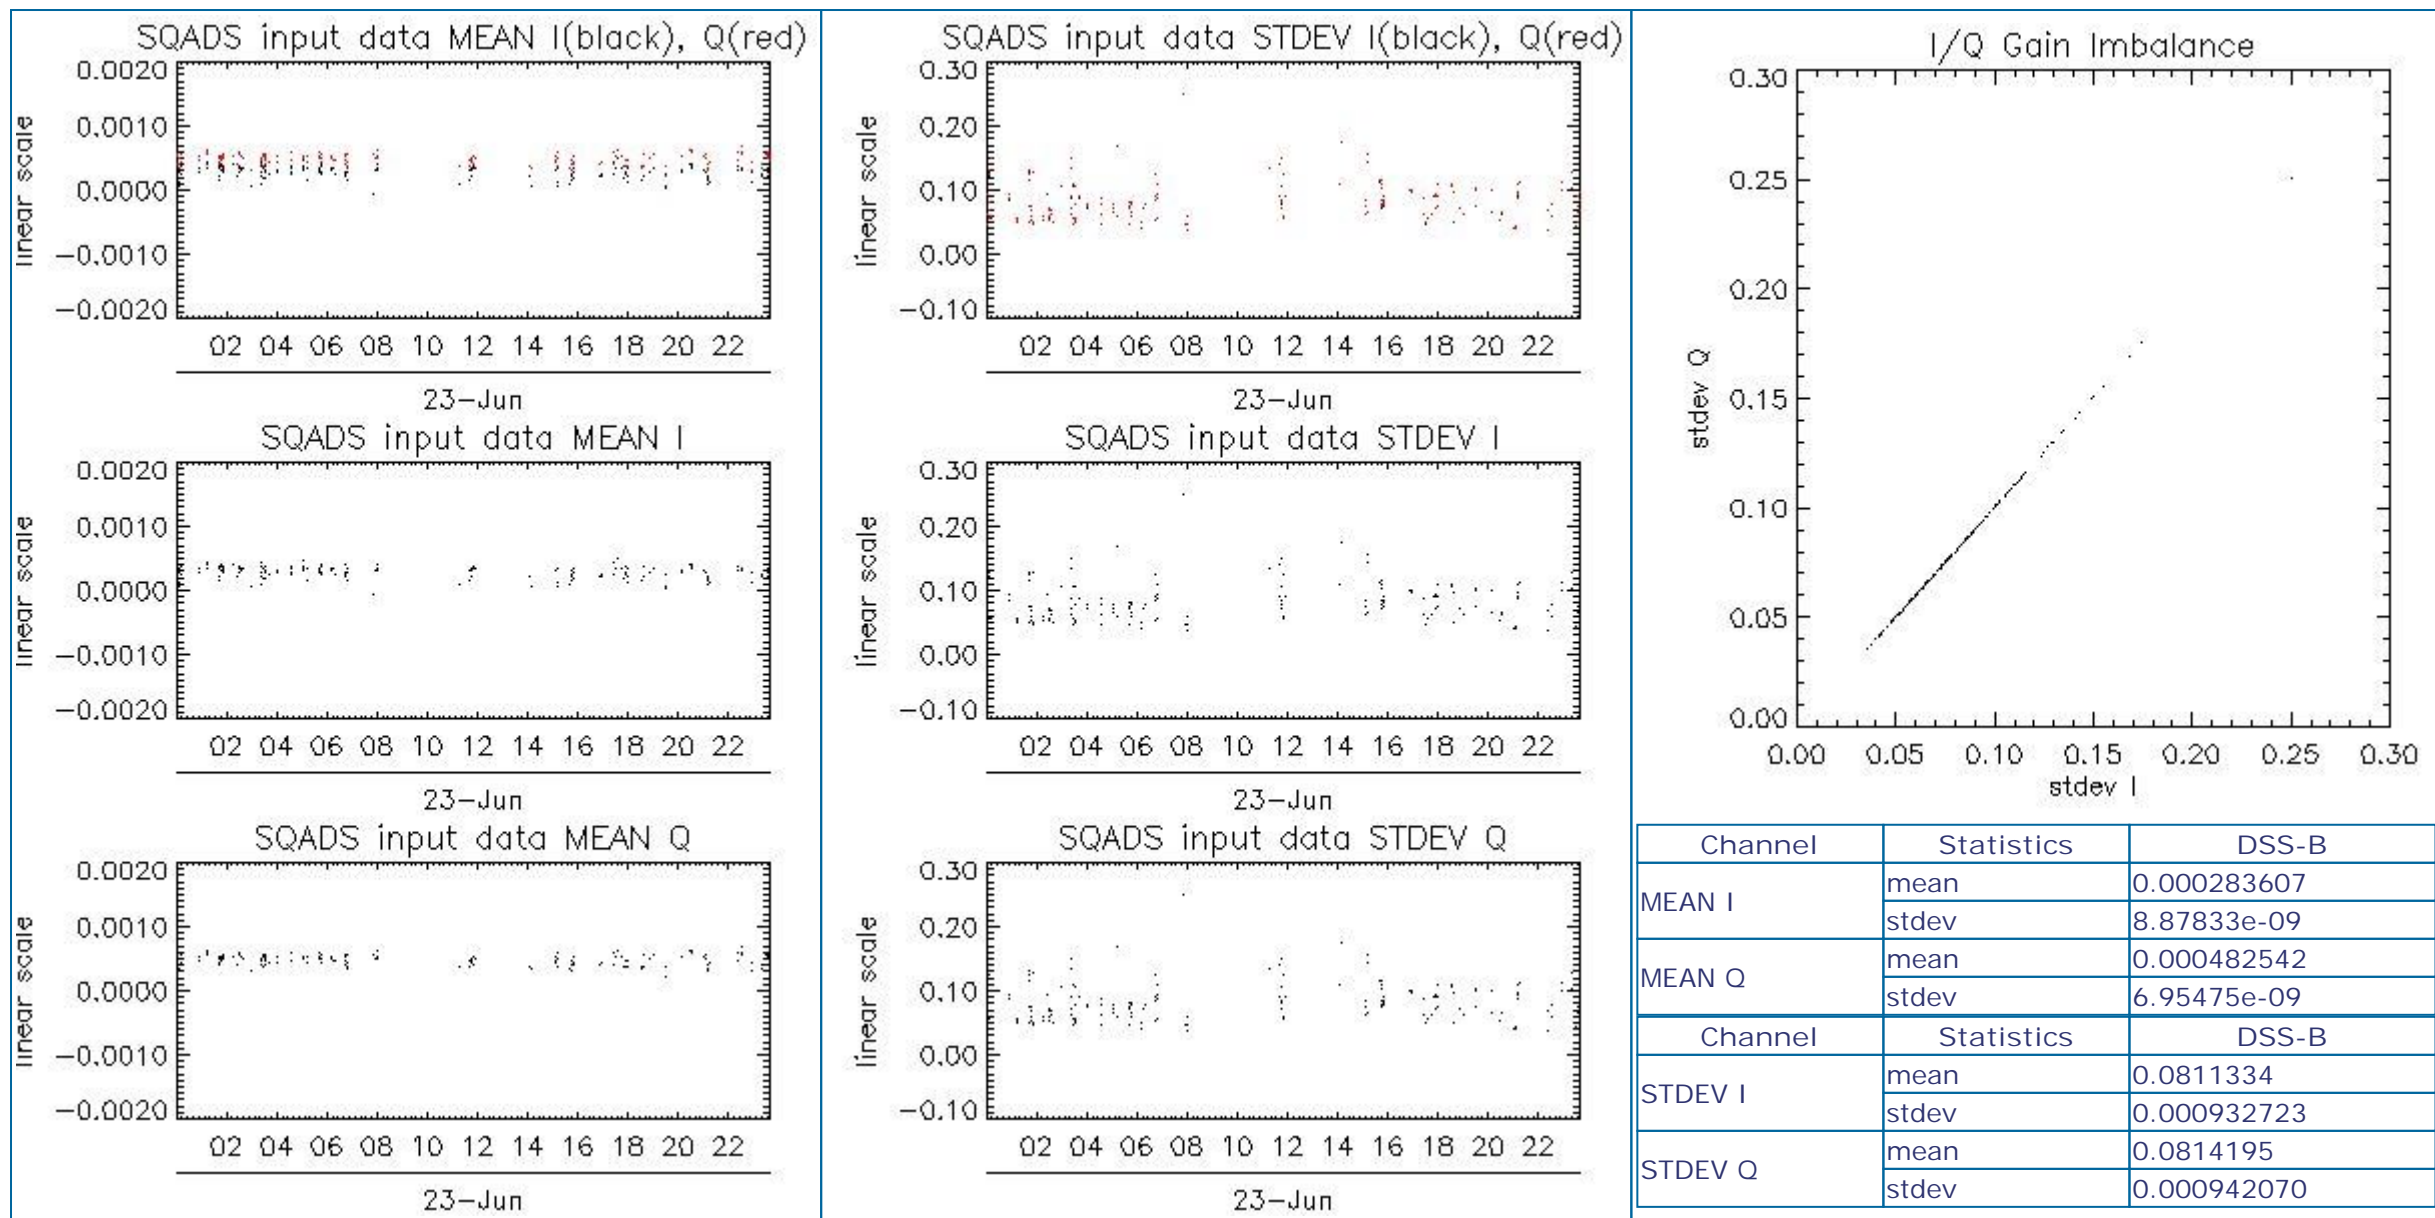 SQADS input data MEAN I(black), Q(red)
linear scale
0.0020
0.0010
0.0000
−0.0010
−0.0020
02 04 06 08 10 12 14 16 18 20 22
23−Jun
SQADS input data MEAN I
linear scale
0.0020
0.0010
0.0000
−0.0010
−0.0020
02 04 06 08 10 12 14 16 18 20 22
23−Jun
SQADS input data MEAN Q
linear scale
0.0020
0.0010
0.0000
−0.0010
−0.0020
02 04 06 08 10 12 14 16 18 20 22
23−Jun
SQADS input data STDEV I(black), Q(red)
linear scale
0.30
0.20
0.10
0.00
−0.10
02 04 06 08 10 12 14 16 18 20 22
23−Jun
SQADS input data STDEV I
linear scale
0.30
0.20
0.10
0.00
−0.10
02 04 06 08 10 12 14 16 18 20 22
23−Jun
SQADS input data STDEV Q
linear scale
0.30
0.20
0.10
0.00
−0.10
02 04 06 08 10 12 14 16 18 20 22
23−Jun
I/Q Gain Imbalance
stdev Q
0.30
0.25
0.20
0.15
0.10
0.05
0.00
0.00 0.05 0.10 0.15 0.20 0.25 0.30
stdev I
Channel Statistics DSS-B
MEAN I
mean 0.000283607
stdev 8.87833e-09
MEAN Q
mean 0.000482542
stdev 6.95475e-09
Channel Statistics DSS-B
STDEV I
mean 0.0811334
stdev 0.000932723
STDEV Q
mean 0.0814195
stdev 0.000942070